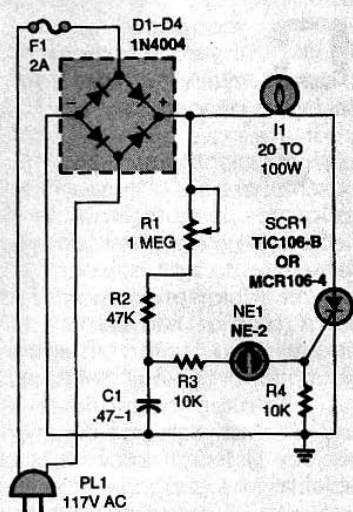 F1
2A
D1–D4
1N4004
–
+
I1
20 TO
100W
R1
1 MEG
SCR1
TIC106-B
OR
MCR106-4
R2
47K
NE1
NE-2
R3
10K
R4
10K
C1
.47–1
PL1
117V AC